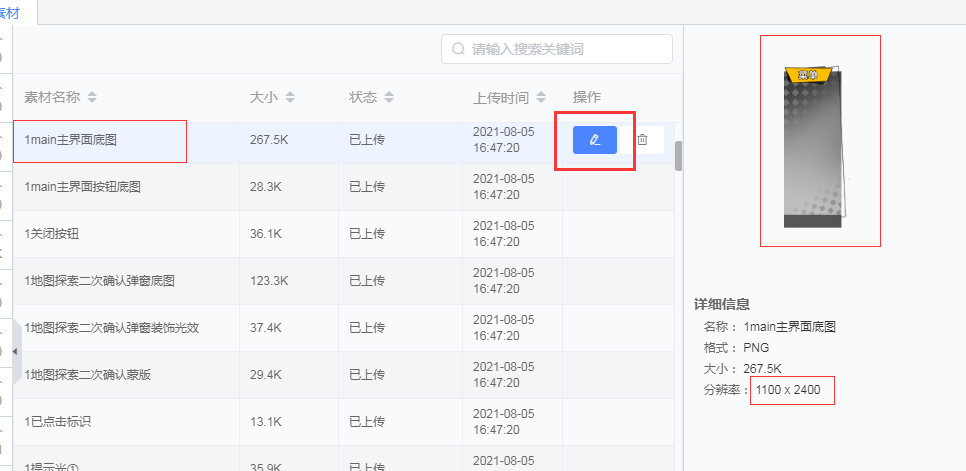 素材
请输入搜索关键词
素材名称 大小 状态 上传时间 操作
1main主界面底图 267.5K 已上传 2021-08-05 16:47:20
1main主界面按钮底图 28.3K 已上传 2021-08-05 16:47:20
1关闭按钮 36.1K 已上传 2021-08-05 16:47:20
1地图探索二次确认弹窗底图 123.3K 已上传 2021-08-05 16:47:20
1地图探索二次确认弹窗装饰光效 37.4K 已上传 2021-08-05 16:47:20
1地图探索二次确认蒙版 29.4K 已上传 2021-08-05 16:47:20
1已点击标识 13.1K 已上传 2021-08-05 16:47:20
1提示光① 35.9K 已上传 2021-08-05
菜单
详细信息
名称： 1main主界面底图
格式： PNG
大小： 267.5K
分辨率： 1100 x 2400